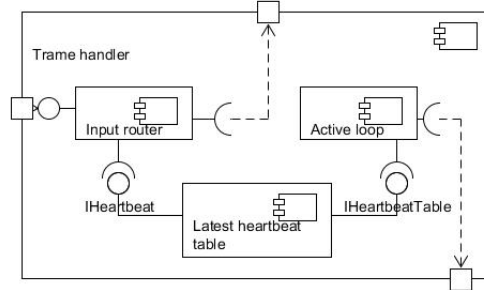 Trame handler
Input router
Active loop
IHeartbeat
IHeartbeatTable
Latest heartbeat
table